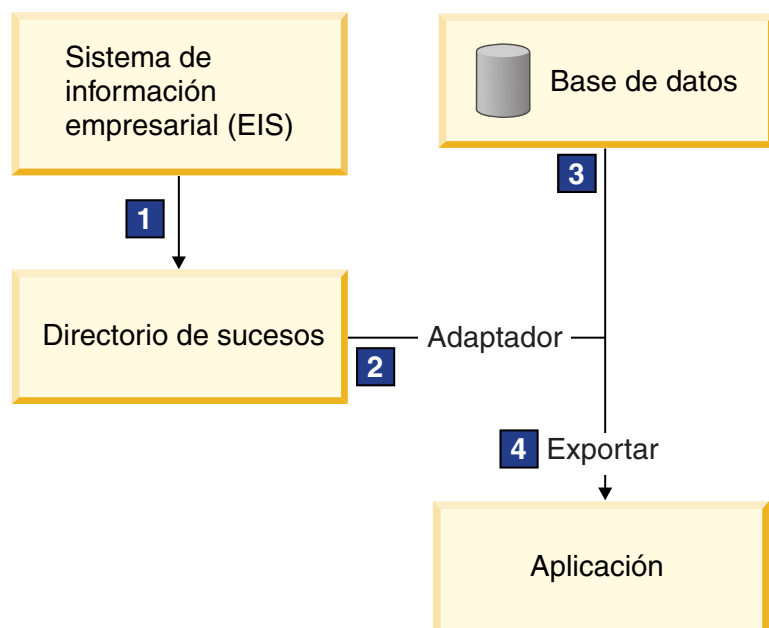 Sistema de
información
empresarial (EIS)
Base de datos
1
3
Directorio de sucesos
Adaptador
2
4 Exportar
Aplicación